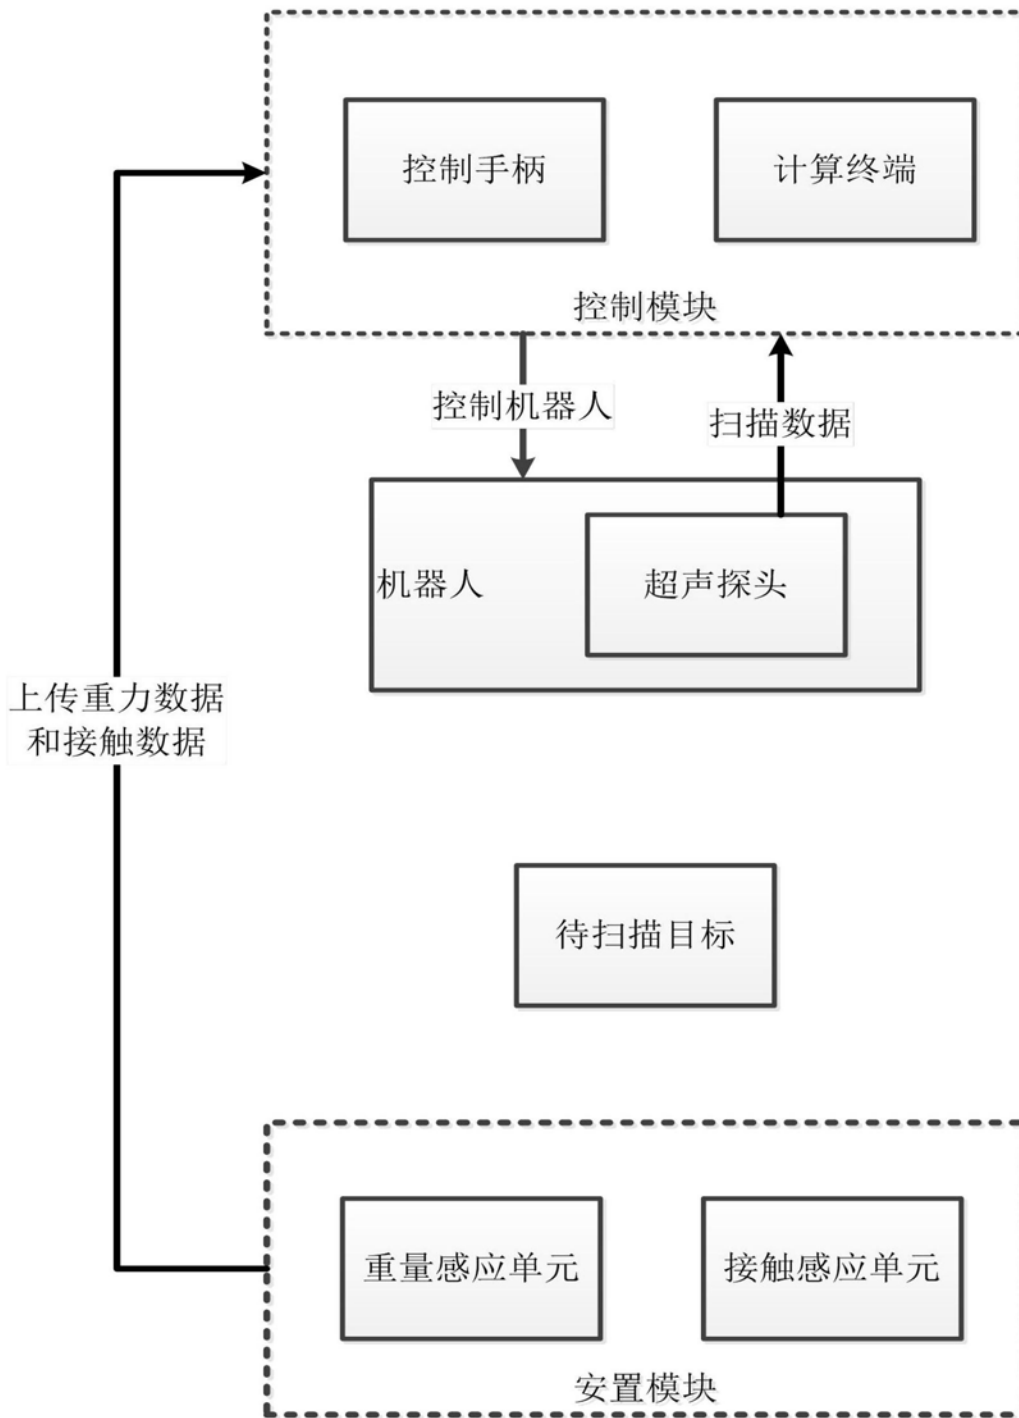 控制手柄
计算终端
控制模块
控制机器人
扫描数据
机器人
超声探头
上传重力数据
和接触数据
待扫描目标
重量感应单元
接触感应单元
安置模块